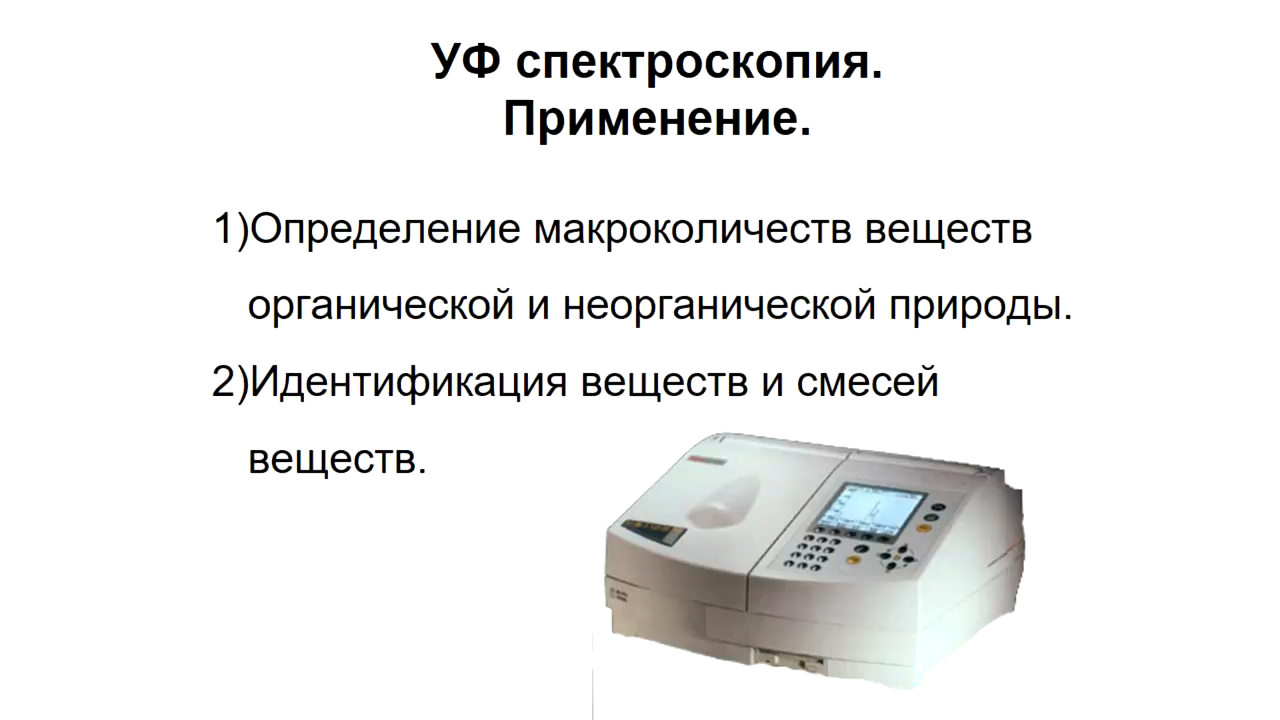 УФ спектроскопия.
Применение.
1)Определение макроколичеств веществ
органической и неорганической природы.
2)Идентификация веществ и смесей
веществ.